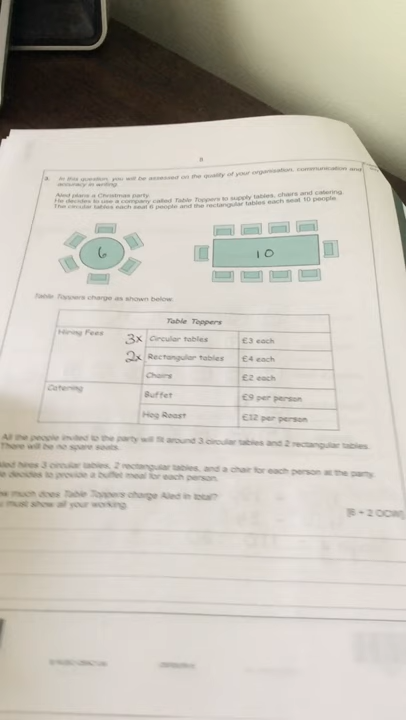 8
In this question, you will be assessed on the quality of your organisation, communication and
accuracy in writing.
Aled plans a Christmas party.
He decides to use a company called Table Toppers to supply tables, chairs and catering.
The circular tables each seat 6 people and the rectangular tables each seat 10 people.
6
10
Table Toppers charge as shown below.
Table Toppers
Hiring Fees 3x Circular tables £3 each
2x Rectangular tables £4 each
Chairs £2 each
Catering Buffet £9 per person
Hog Roast £12 per person
All the people invited to the party will fit around 3 circular tables and 2 rectangular tables.
There will be no spare seats.
hires 3 circular tables, 2 rectangular tables, and a chair for each person at the party.
decides to provide a buffet meal for each person.
much does Table Toppers charge Aled in total?
must show all your working.
[6 + 2 OCW]